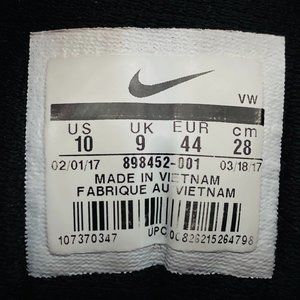 VW
US UK EUR cm
10 9 44 28
02/01/17 898452-001 03/18/17
MADE IN VIETNAM
FABRIQUE AU VIETNAM
107370347 UPC 00826215264798